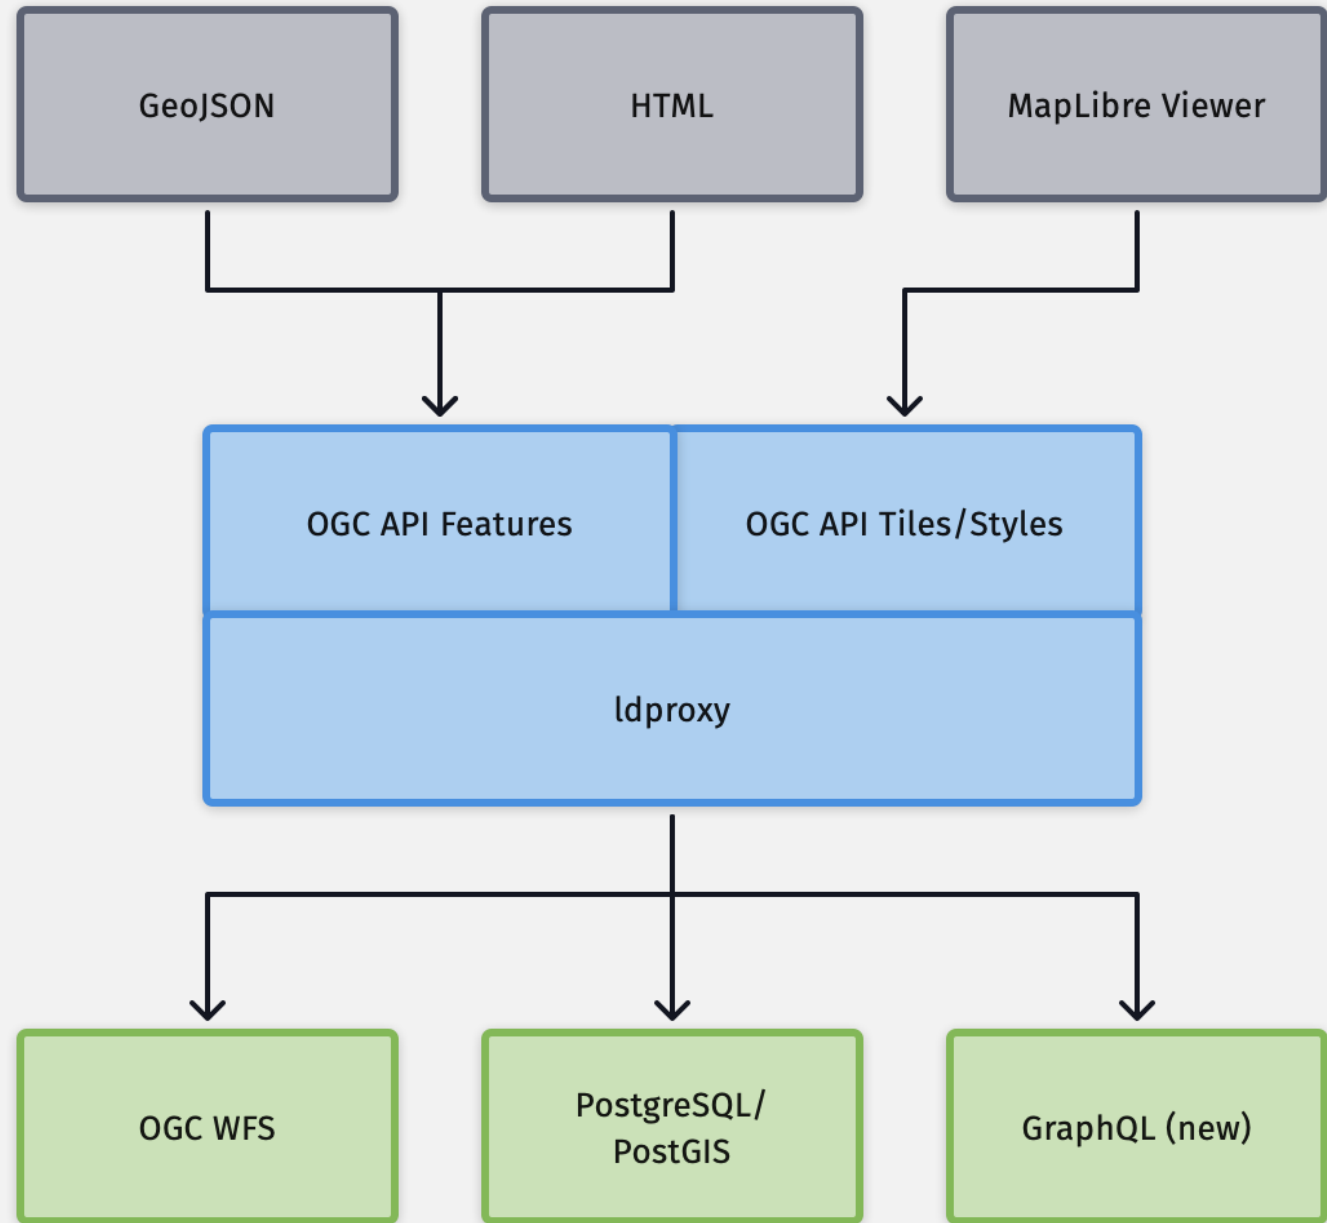 GeoJSON
HTML
MapLibre Viewer
OGC API Features
OGC API Tiles/Styles
ldproxy
OGC WFS
PostgreSQL/
PostGIS
GraphQL (new)